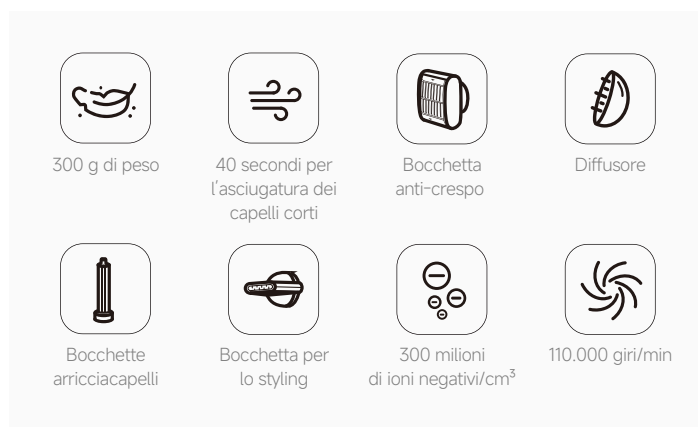 300 g di peso
40 secondi per
l'asciugatura dei
capelli corti
Bocchetta
anti-crespo
Diffusore
Bocchette
arricciacapelli
Bocchetta per
lo styling
300 milioni
di ioni negativi/cm³
110.000 giri/min